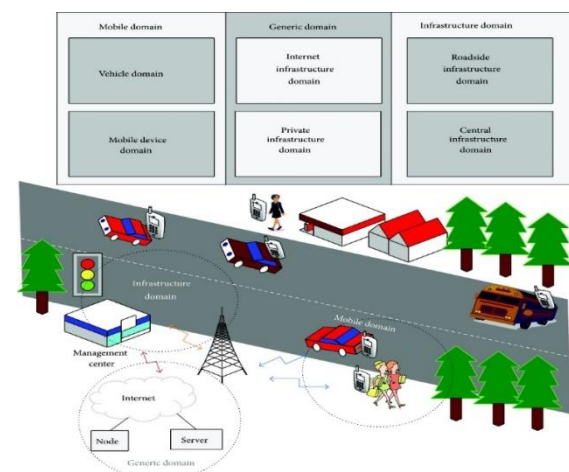 Mobile domain
Generic domain
Infrastructure domain
Vehicle domain
Internet
infrastructure
domain
Roadside
infrastructure
domain
Mobile device
domain
Private
infrastructure
domain
Central
infrastructure
domain
Infrastructure
domain
Mobile domain
Management
center
Internet
Node
Server
Generic domain